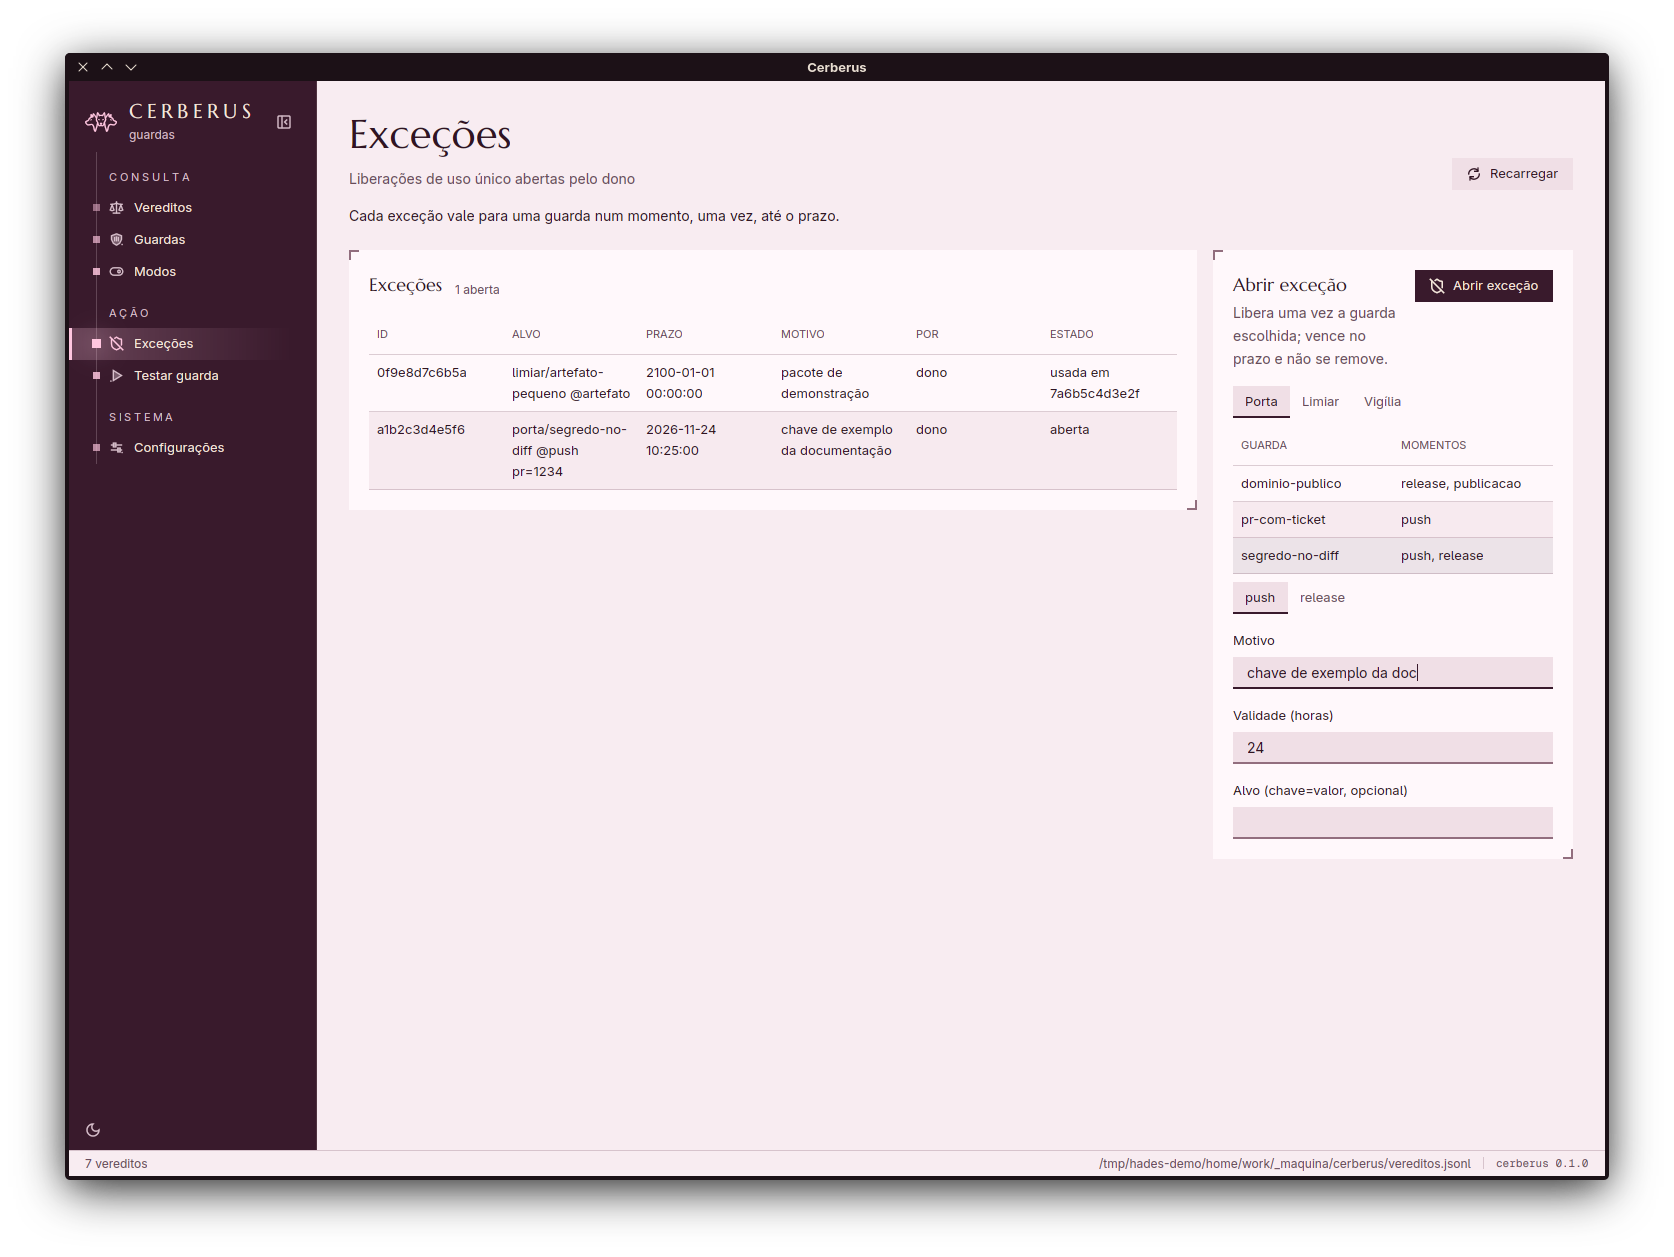 Cerberus
CERBERUS
guardas
CONSULTA
Vereditos
Guardas
Modos
AÇÃO
Exceções
Testar guarda
SISTEMA
Configurações
Exceções
Liberações de uso único abertas pelo dono
Recarregar
Cada exceção vale para uma guarda num momento, uma vez, até o prazo.
Exceções 1 aberta
ID ALVO PRAZO MOTIVO POR ESTADO
0f9e8d7c6b5a limiar/artefato- 2100-01-01 pacote de dono usada em
pequeno @artefato 00:00:00 demonstração 7a6b5c4d3e2f
a1b2c3d4e5f6 porta/segredo-no- 2026-11-24 chave de exemplo dono aberta
diff @push 10:25:00 da documentação
pr=1234
Abrir exceção Abrir exceção
Libera uma vez a guarda
escolhida; vence no
prazo e não se remove.
Porta Limiar Vigília
GUARDA MOMENTOS
dominio-publico release, publicacao
pr-com-ticket push
segredo-no-diff push, release
push release
Motivo
chave de exemplo da doc
Validade (horas)
24
Alvo (chave=valor, opcional)
7 vereditos /tmp/hades-demo/home/work/_maquina/cerberus/vereditos.jsonl cerberus 0.1.0